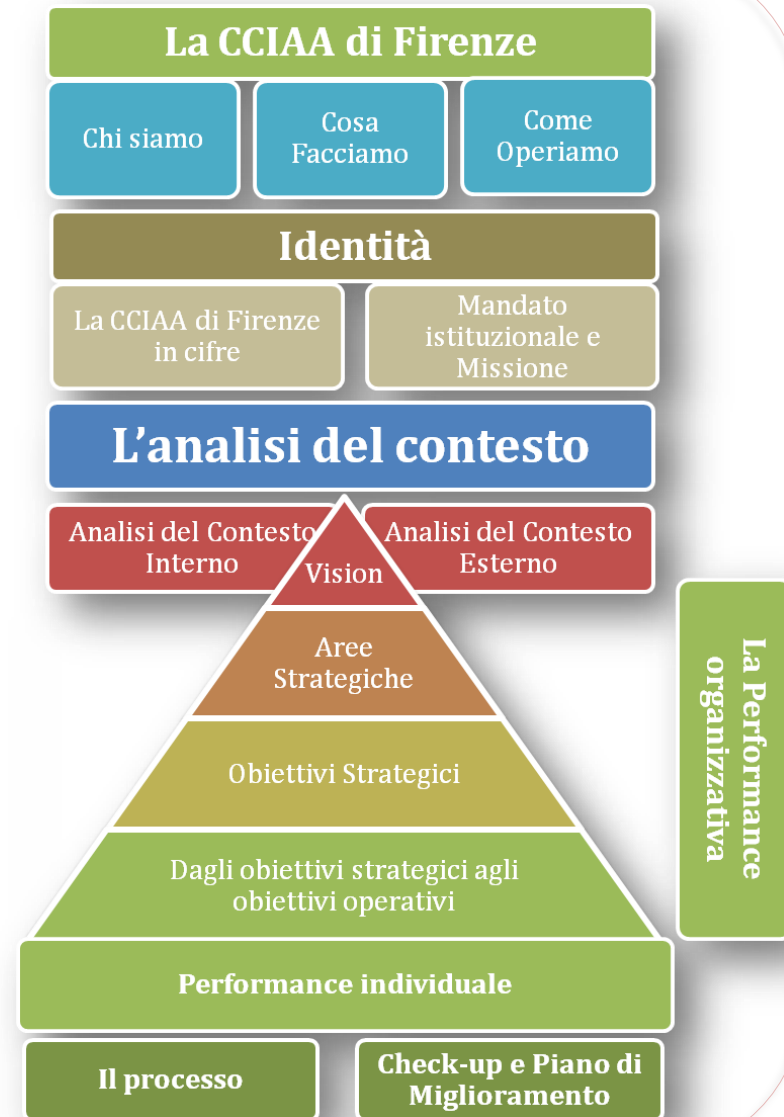 La CCIAA di Firenze
Chi siamo
Cosa
Facciamo
Come
Operiamo
Identità
La CCIAA di Firenze
in cifre
Mandato
istituzionale e
Missione
L'analisi del contesto
Analisi del Contesto
Interno
Analisi del Contesto
Esterno
Vision
Aree
Strategiche
Obiettivi Strategici
Dagli obiettivi strategici agli
obiettivi operativi
La Performance
organizzativa
Performance individuale
Il processo
Check-up e Piano di
Miglioramento